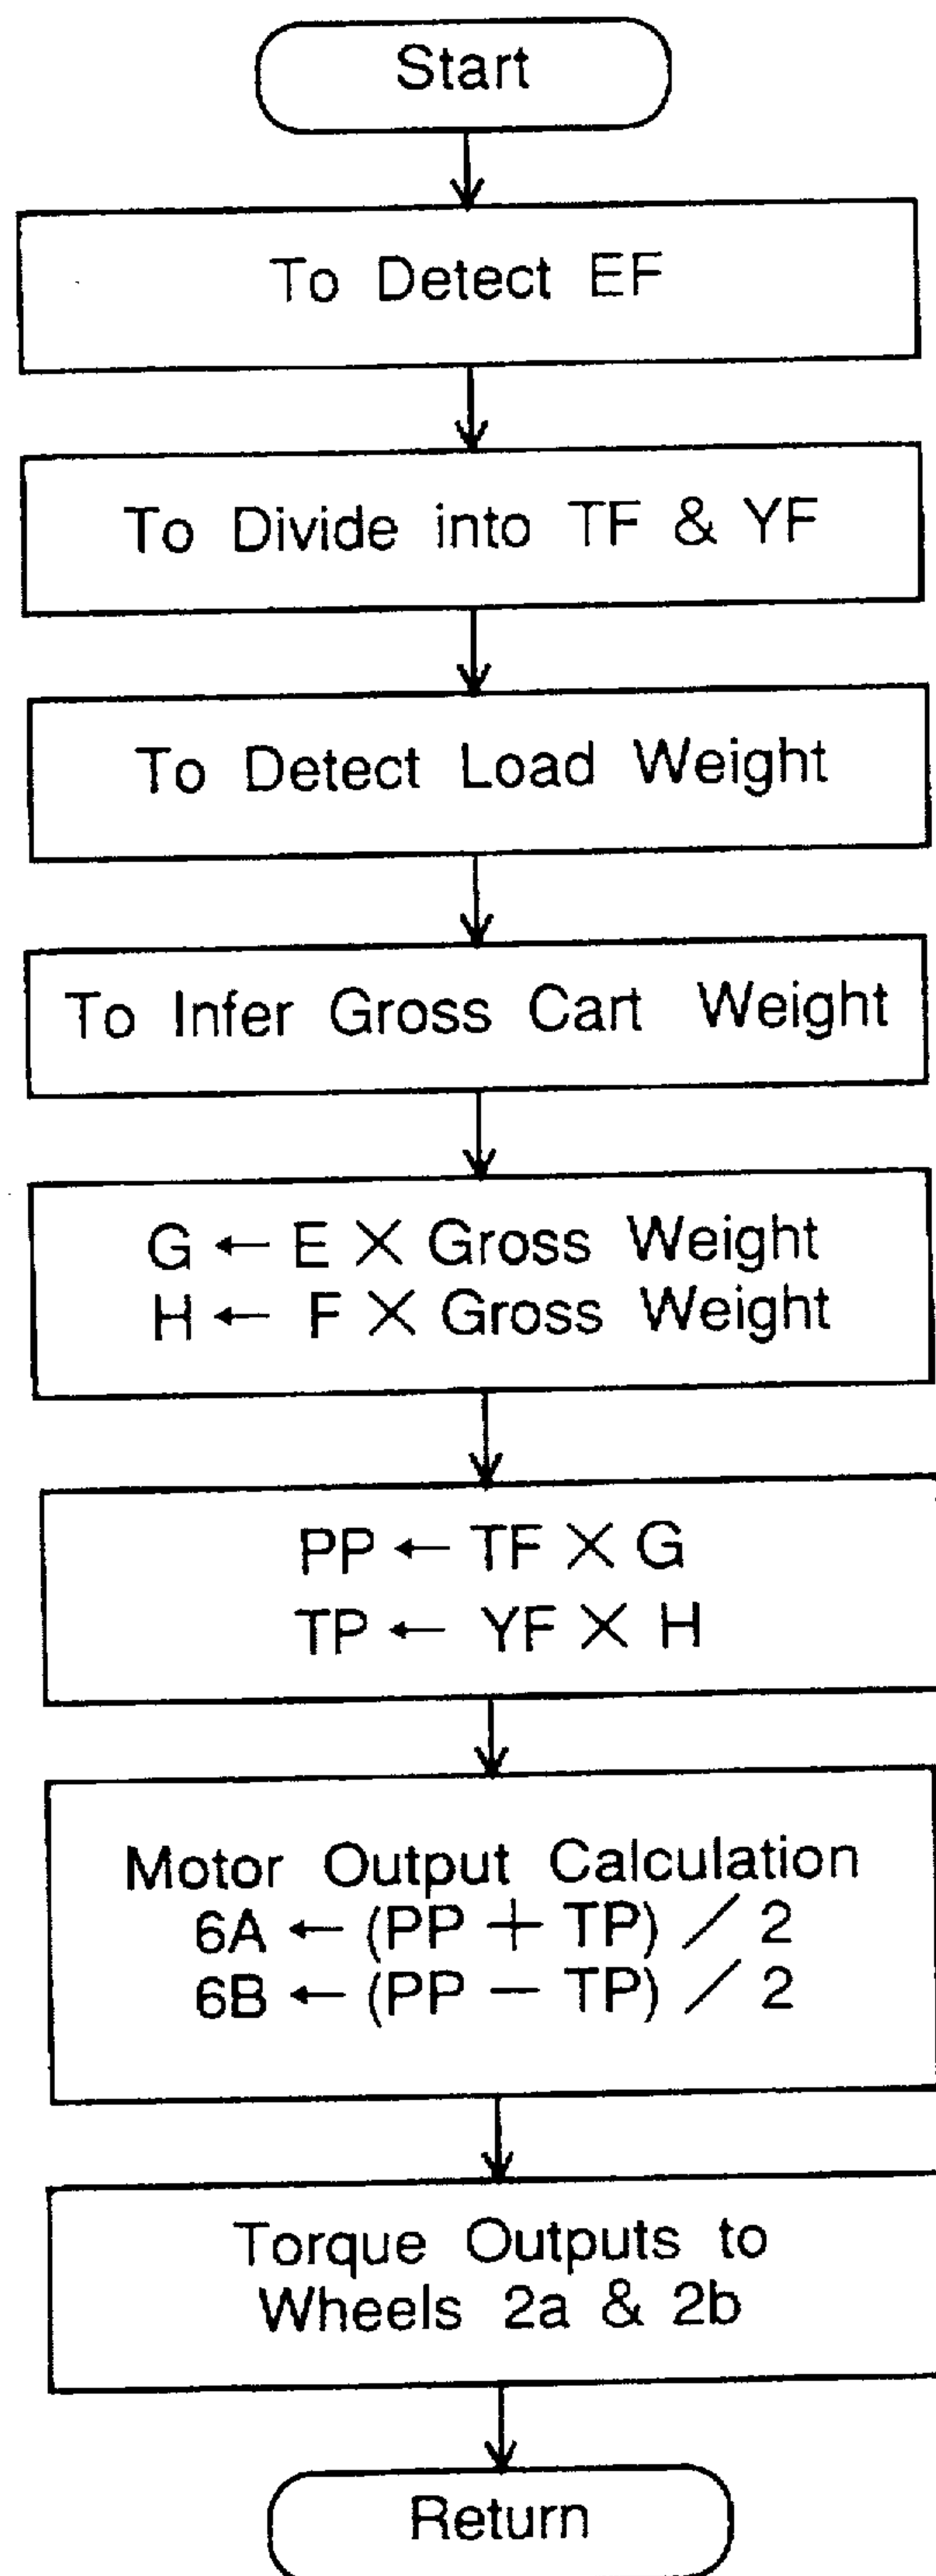 Start
To Detect EF
To Divide into TF & YF
To Detect Load Weight
To Infer Gross Cart Weight
G ← E × Gross Weight
H ← F × Gross Weight
PP ← TF × G
TP ← YF × H
Motor Output Calculation
6A ← (PP + TP) / 2
6B ← (PP − TP) / 2
Torque Outputs to
Wheels 2a & 2b
Return